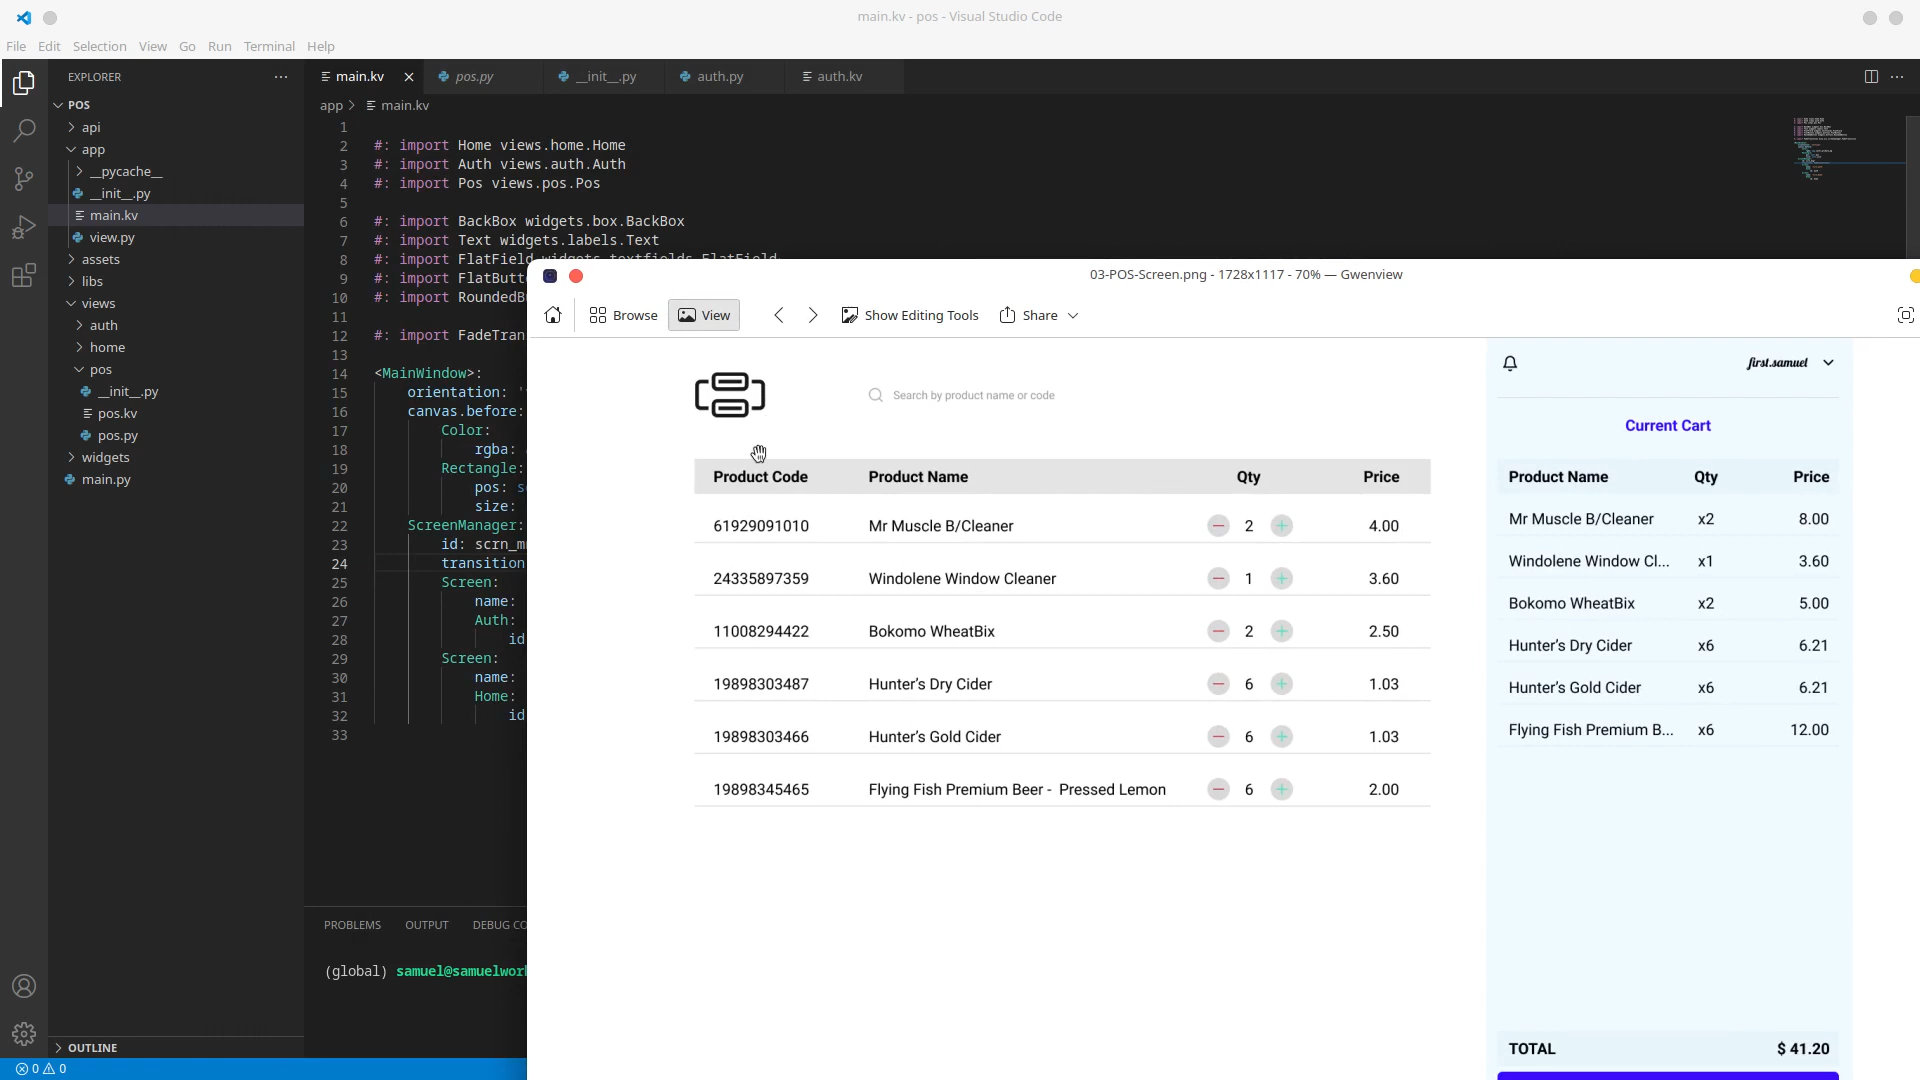 main.kv - pos - Visual Studio Code
File Edit Selection View Go Run Terminal Help
EXPLORER
POS
api
app
__pycache__
__init__.py
main.kv
view.py
assets
libs
views
auth
home
pos
__init__.py
pos.kv
pos.py
widgets
main.py
OUTLINE
0 0
main.kv pos.py __init__.py auth.py auth.kv
app > main.kv
1
2 #: import Home views.home.Home
3 #: import Auth views.auth.Auth
4 #: import Pos views.pos.Pos
5
6 #: import BackBox widgets.box.BackBox
7 #: import Text widgets.labels.Text
8 #: import FlatField widgets.textfields.FlatField
9 #: import FlatButt
10 #: import RoundedB
11
12 #: import FadeTran
13
14 <MainWindow>:
15 orientation: '
16 canvas.before:
17 Color:
18 rgba:
19 Rectangle:
20 pos: s
21 size:
22 ScreenManager:
23 id: scrn_m
24 transition
25 Screen:
26 name:
27 Auth:
28 id
29 Screen:
30 name:
31 Home:
32 id
33
PROBLEMS OUTPUT DEBUG CO
(global) samuel@samuelwor
03-POS-Screen.png - 1728x1117 - 70% — Gwenview
Browse View Show Editing Tools Share
Search by product name or code
Product Code Product Name Qty Price
61929091010 Mr Muscle B/Cleaner 2 4.00
24335897359 Windolene Window Cleaner 1 3.60
11008294422 Bokomo WheatBix 2 2.50
19898303487 Hunter's Dry Cider 6 1.03
19898303466 Hunter's Gold Cider 6 1.03
19898345465 Flying Fish Premium Beer - Pressed Lemon 6 2.00
first.samuel
Current Cart
Product Name Qty Price
Mr Muscle B/Cleaner x2 8.00
Windolene Window Cl... x1 3.60
Bokomo WheatBix x2 5.00
Hunter's Dry Cider x6 6.21
Hunter's Gold Cider x6 6.21
Flying Fish Premium B... x6 12.00
TOTAL $ 41.20